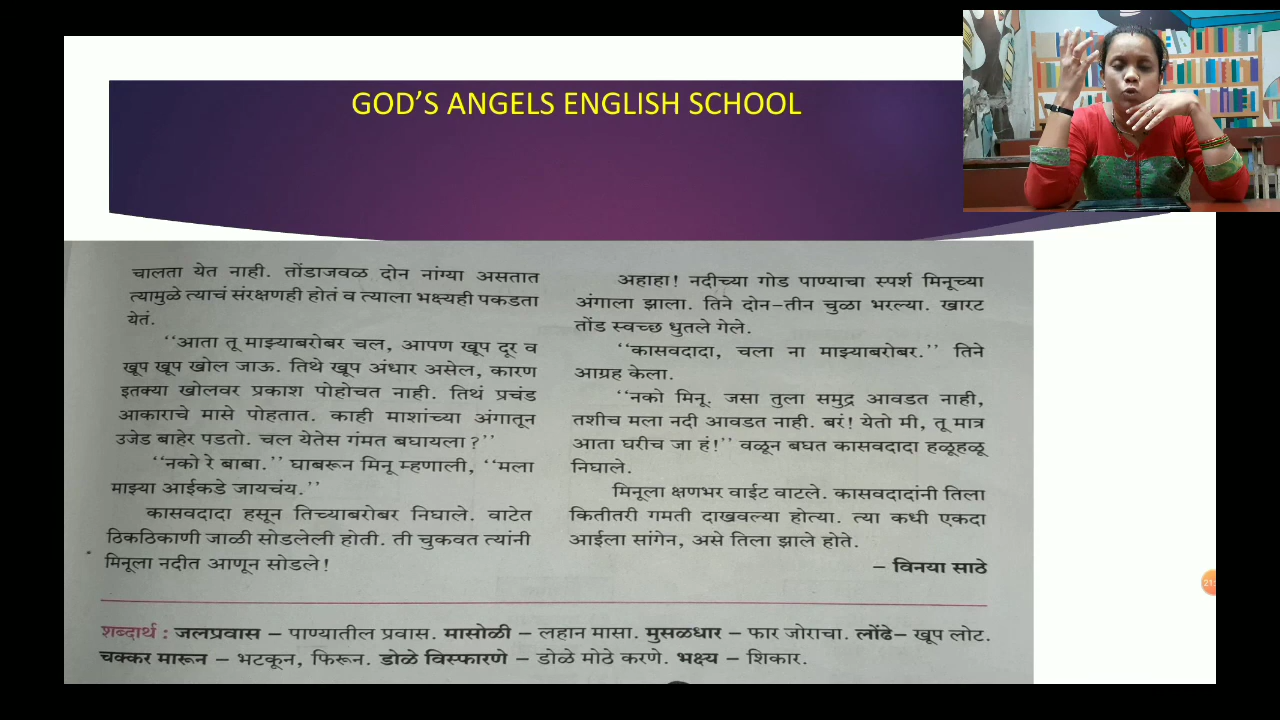 GOD'S ANGELS ENGLISH SCHOOL
चालता येत नाही. तोंडाजवळ दोन नांग्या असतात
त्यामुळे त्याचं संरक्षणही होतं व त्याला भक्ष्यही पकडता
येतं.
‘‘आता तू माझ्याबरोबर चल, आपण खूप दूर व
खूप खूप खोल जाऊ. तिथे खूप अंधार असेल, कारण
इतक्या खोलवर प्रकाश पोहोचत नाही. तिथं प्रचंड
आकाराचे मासे पोहतात. काही माशांच्या अंगातून
उजेड बाहेर पडतो. चल येतेस गंमत बघायला ?’’
‘‘नको रे बाबा.’’ घाबरून मिनू म्हणाली, ‘‘मला
माझ्या आईकडे जायचंय.’’
कासवदादा हसून तिच्याबरोबर निघाले. वाटेत
ठिकठिकाणी जाळी सोडलेली होती. ती चुकवत त्यांनी
मिनूला नदीत आणून सोडले!
अहाहा! नदीच्या गोड पाण्याचा स्पर्श मिनूच्या
अंगाला झाला. तिने दोन-तीन चुळा भरल्या. खारट
तोंड स्वच्छ धुतले गेले.
‘‘कासवदादा, चला ना माझ्याबरोबर.’’ तिने
आग्रह केला.
‘‘नको मिनू. जसा तुला समुद्र आवडत नाही,
तशीच मला नदी आवडत नाही. बरं! येतो मी, तू मात्र
आता घरीच जा हं!’’ वळून बघत कासवदादा हळूहळू
निघाले.
मिनूला क्षणभर वाईट वाटले. कासवदादांनी तिला
कितीतरी गमती दाखवल्या होत्या. त्या कधी एकदा
आईला सांगेन, असे तिला झाले होते.
– विनया साठे
शब्दार्थ : जलप्रवास – पाण्यातील प्रवास. मासोळी – लहान मासा. मुसळधार – फार जोराचा. लोंढे– खूप लोट.
चक्कर मारून – भटकून, फिरून. डोळे विस्फारणे – डोळे मोठे करणे. भक्ष्य – शिकार.